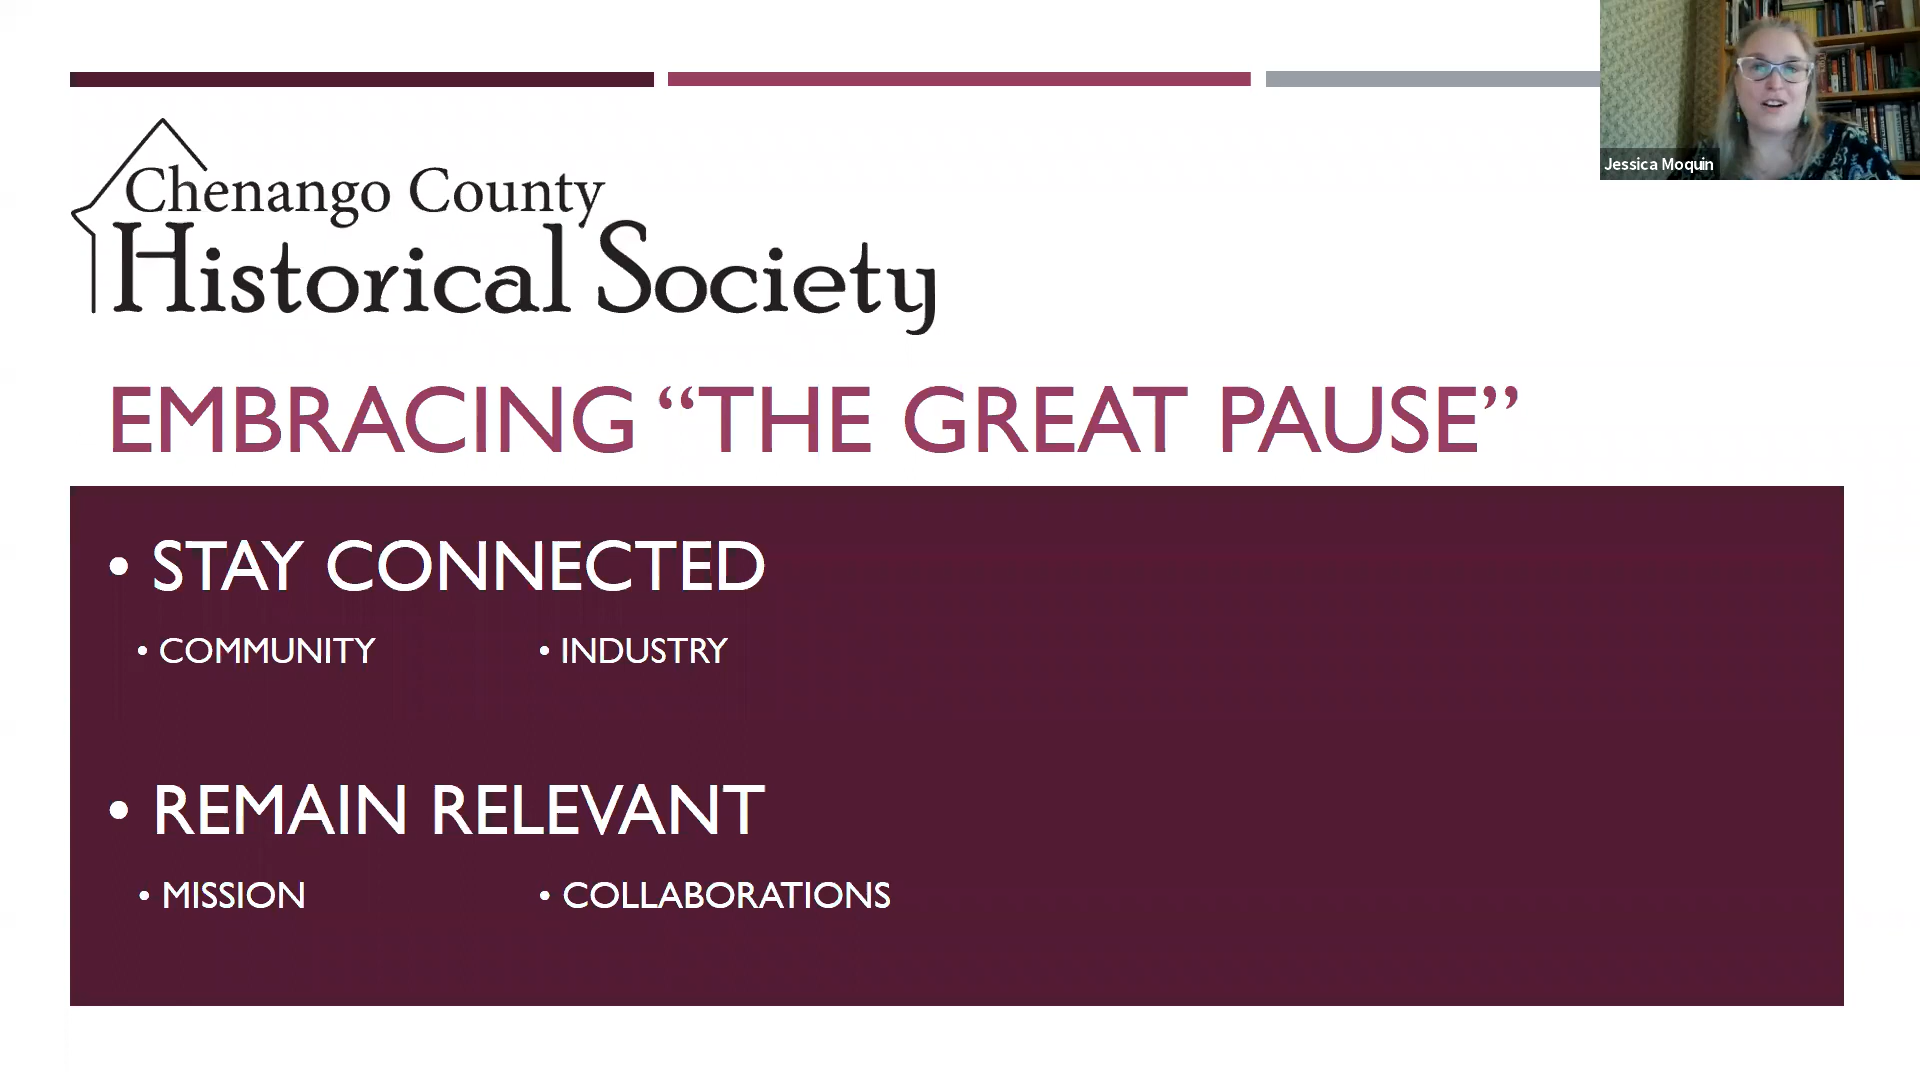 Jessica Moquin
Chenango County
Historical Society
EMBRACING “THE GREAT PAUSE”
• STAY CONNECTED
• COMMUNITY • INDUSTRY
• REMAIN RELEVANT
• MISSION • COLLABORATIONS